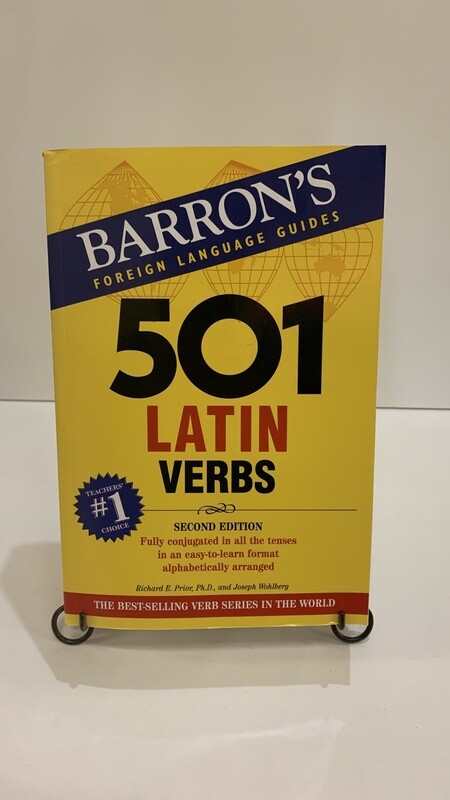 BARRON'S
FOREIGN LANGUAGE GUIDES
501
LATIN
VERBS
TEACHERS'
#1
CHOICE
SECOND EDITION
Fully conjugated in all the tenses
in an easy-to-learn format
alphabetically arranged
Richard E. Prior, Ph.D., and Joseph Wohlberg
THE BEST-SELLING VERB SERIES IN THE WORLD